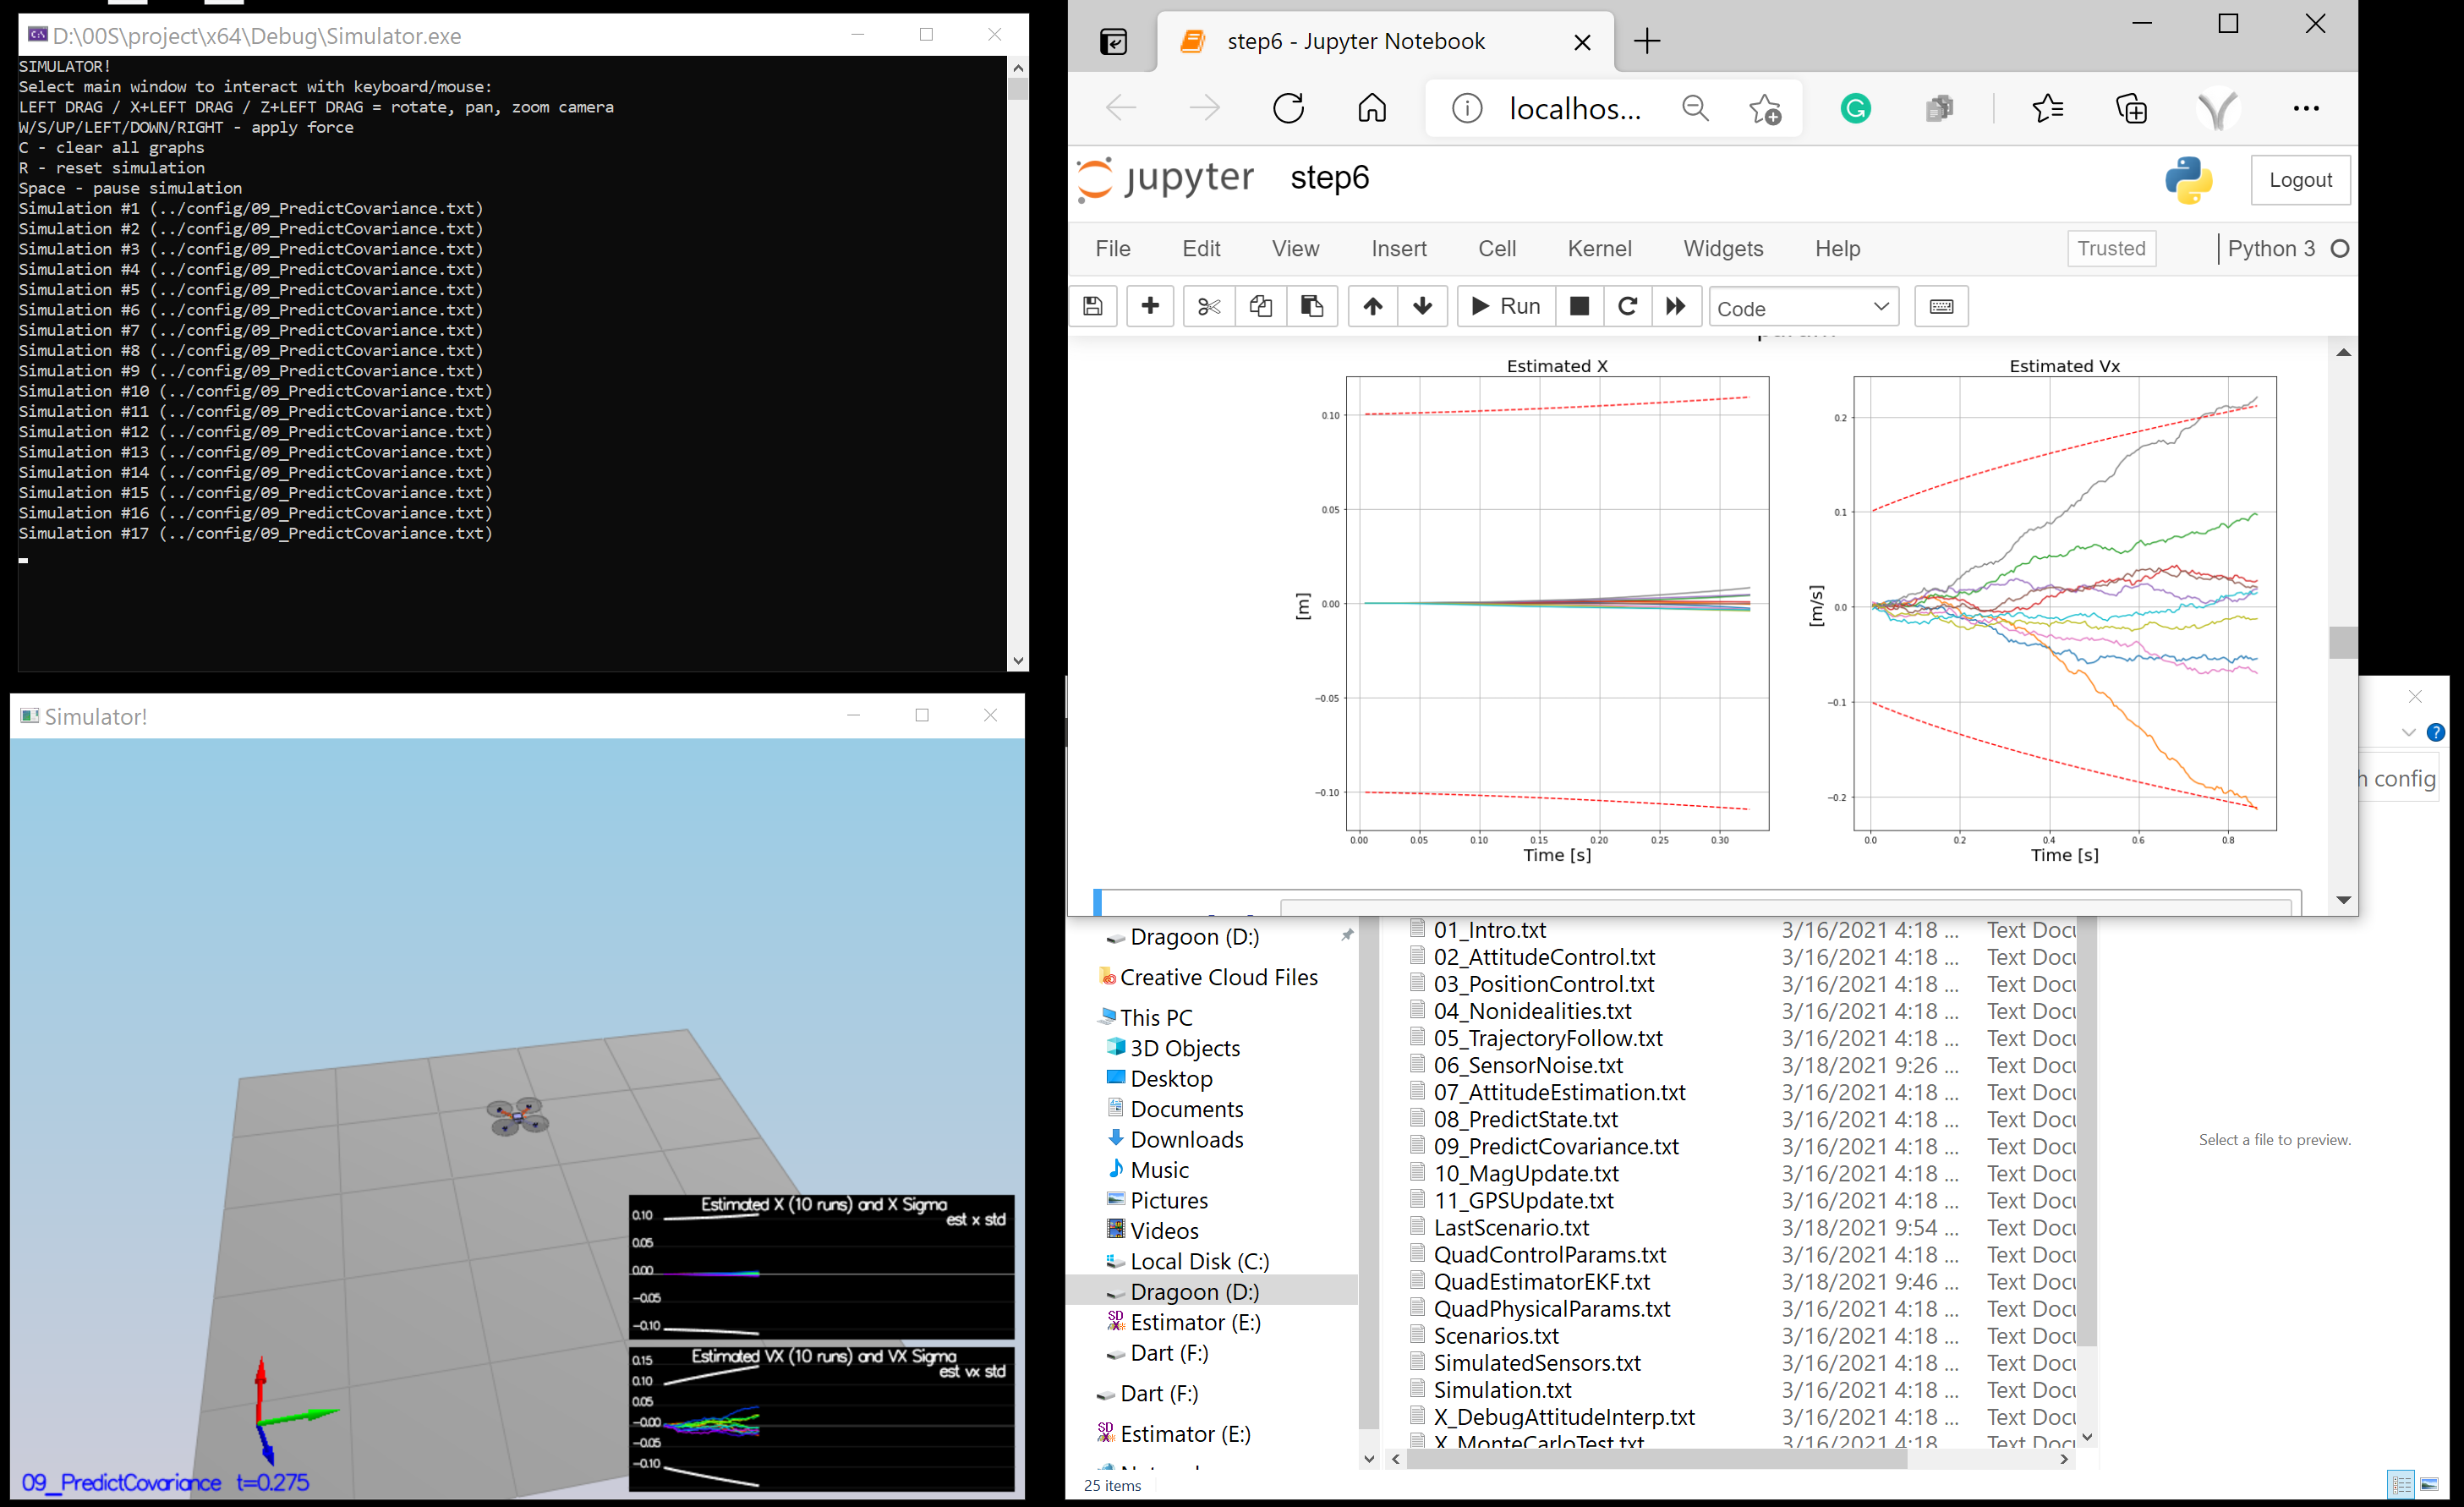 D:\00S\project\x64\Debug\Simulator.exe
SIMULATOR!
Select main window to interact with keyboard/mouse:
LEFT DRAG / X+LEFT DRAG / Z+LEFT DRAG = rotate, pan, zoom camera
W/S/UP/LEFT/DOWN/RIGHT - apply force
C - clear all graphs
R - reset simulation
Space - pause simulation
Simulation #1 (../config/09_PredictCovariance.txt)
Simulation #2 (../config/09_PredictCovariance.txt)
Simulation #3 (../config/09_PredictCovariance.txt)
Simulation #4 (../config/09_PredictCovariance.txt)
Simulation #5 (../config/09_PredictCovariance.txt)
Simulation #6 (../config/09_PredictCovariance.txt)
Simulation #7 (../config/09_PredictCovariance.txt)
Simulation #8 (../config/09_PredictCovariance.txt)
Simulation #9 (../config/09_PredictCovariance.txt)
Simulation #10 (../config/09_PredictCovariance.txt)
Simulation #11 (../config/09_PredictCovariance.txt)
Simulation #12 (../config/09_PredictCovariance.txt)
Simulation #13 (../config/09_PredictCovariance.txt)
Simulation #14 (../config/09_PredictCovariance.txt)
Simulation #15 (../config/09_PredictCovariance.txt)
Simulation #16 (../config/09_PredictCovariance.txt)
Simulation #17 (../config/09_PredictCovariance.txt)
Simulator!
Estimated X (10 runs) and X Sigma
est x std
0.10
0.05
0.00
-0.05
-0.10
Estimated VX (10 runs) and VX Sigma
est vx std
0.15
0.10
0.05
-0.00
-0.05
-0.10
09_PredictCovariance t=0.275
step6 - Jupyter Notebook
localhos...
jupyter step6
Logout
File Edit View Insert Cell Kernel Widgets Help
Trusted
Python 3
Run
Code
Estimated X
0.10
0.05
0.00
−0.05
−0.10
[m]
0.00 0.05 0.10 0.15 0.20 0.25 0.30
Time [s]
Estimated Vx
0.2
0.1
0.0
−0.1
−0.2
[m/s]
0.0 0.2 0.4 0.6 0.8
Time [s]
config
Dragoon (D:)
Creative Cloud Files
This PC
3D Objects
Desktop
Documents
Downloads
Music
Pictures
Videos
Local Disk (C:)
Dragoon (D:)
Estimator (E:)
Dart (F:)
Dart (F:)
Estimator (E:)
01_Intro.txt 3/16/2021 4:18 ... Text Docu
02_AttitudeControl.txt 3/16/2021 4:18 ... Text Docu
03_PositionControl.txt 3/16/2021 4:18 ... Text Docu
04_Nonidealities.txt 3/16/2021 4:18 ... Text Docu
05_TrajectoryFollow.txt 3/16/2021 4:18 ... Text Docu
06_SensorNoise.txt 3/18/2021 9:26 ... Text Docu
07_AttitudeEstimation.txt 3/16/2021 4:18 ... Text Docu
08_PredictState.txt 3/16/2021 4:18 ... Text Docu
09_PredictCovariance.txt 3/16/2021 4:18 ... Text Docu
10_MagUpdate.txt 3/16/2021 4:18 ... Text Docu
11_GPSUpdate.txt 3/16/2021 4:18 ... Text Docu
LastScenario.txt 3/18/2021 9:54 ... Text Docu
QuadControlParams.txt 3/16/2021 4:18 ... Text Docu
QuadEstimatorEKF.txt 3/18/2021 9:46 ... Text Docu
QuadPhysicalParams.txt 3/16/2021 4:18 ... Text Docu
Scenarios.txt 3/16/2021 4:18 ... Text Docu
SimulatedSensors.txt 3/16/2021 4:18 ... Text Docu
Simulation.txt 3/16/2021 4:18 ... Text Docu
X_DebugAttitudeInterp.txt 3/16/2021 4:18 ... Text Docu
X_MonteCarloTest.txt 3/16/2021 4:18 Text Docu
Select a file to preview.
25 items